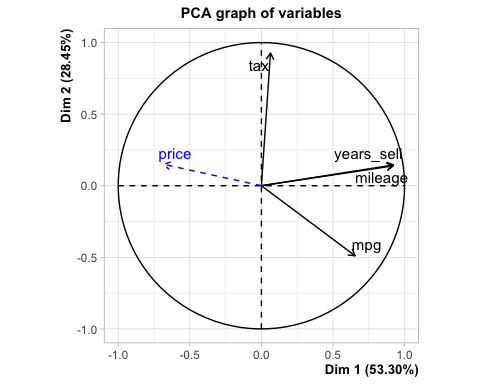 PCA graph of variables
Dim 2 (28.45%)
1.0
0.5
0.0
-0.5
-1.0
tax
price
years_sell
mileage
mpg
-1.0 -0.5 0.0 0.5 1.0
Dim 1 (53.30%)